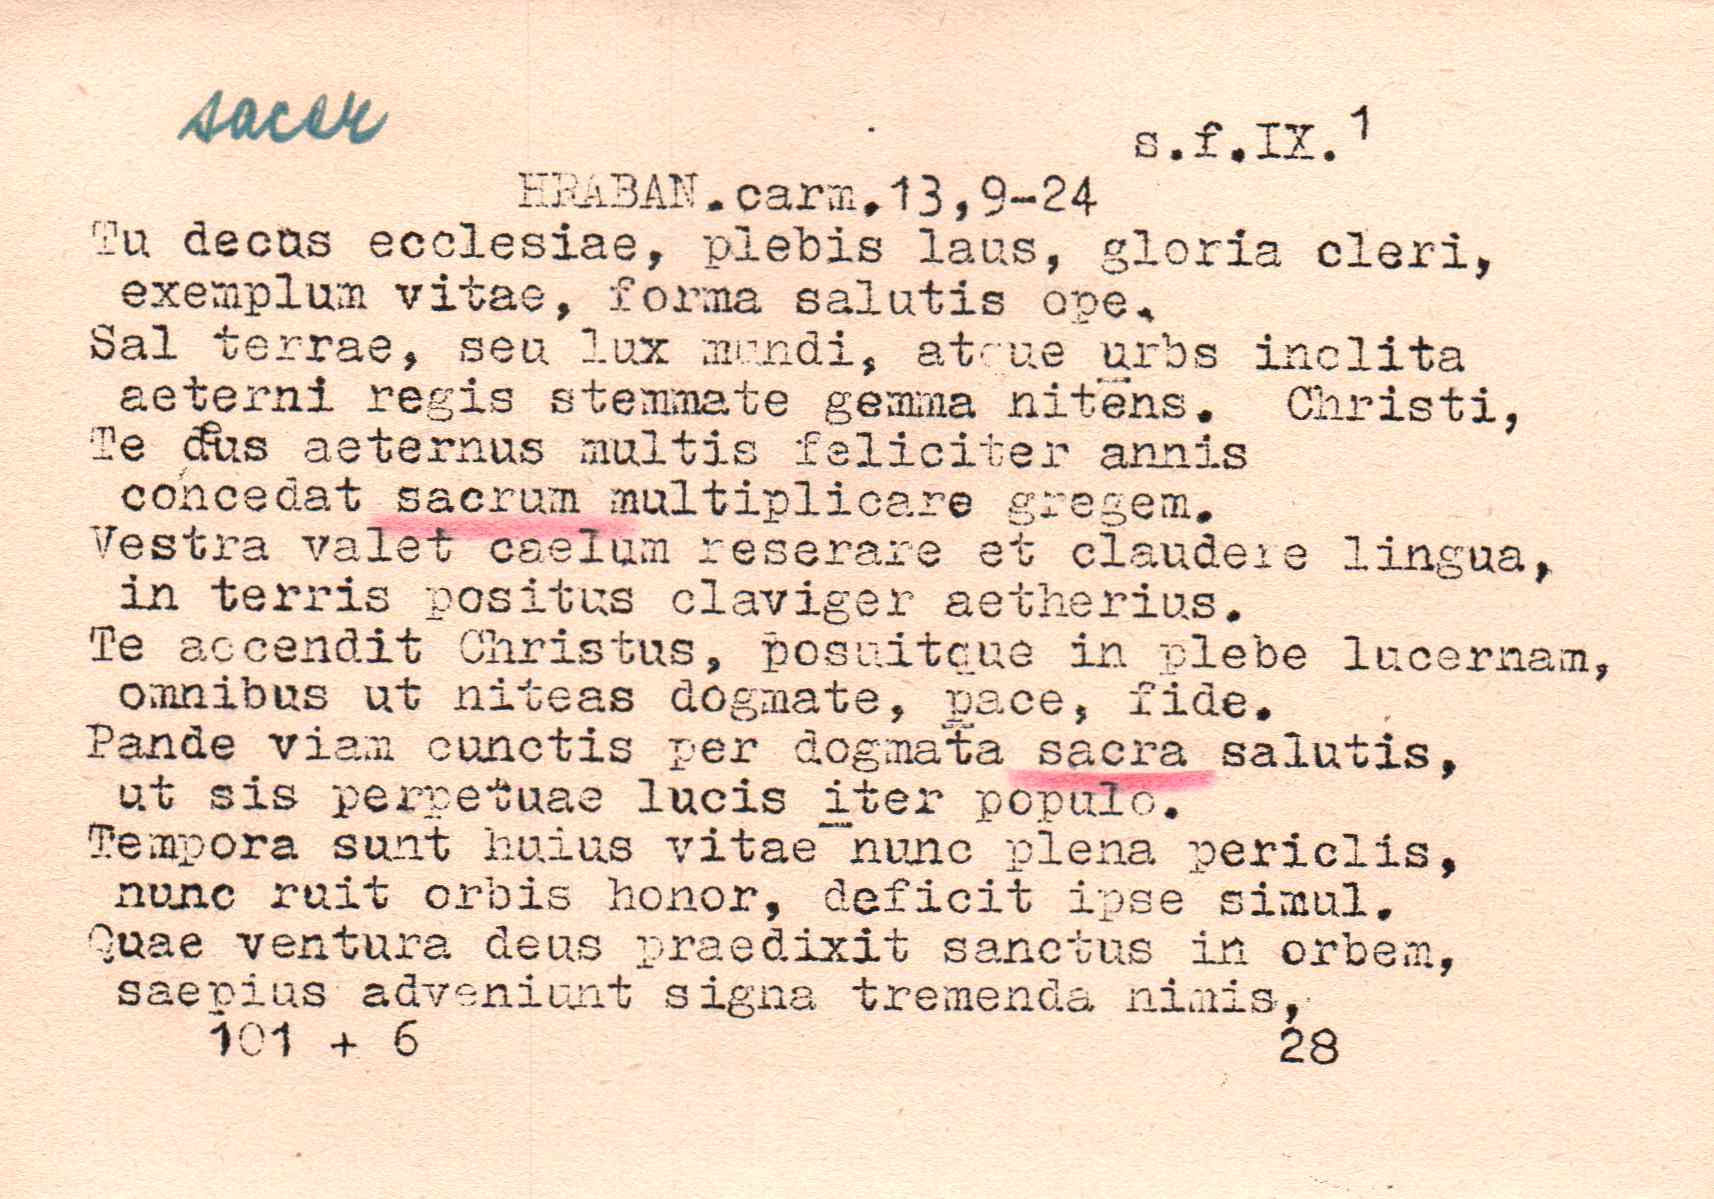 sacer
s.f.IX.¹
HRABAN.carm.13,9-24
Tu decus ecclesiae, plebis laus, gloria cleri,
exemplum vitae, forma salutis ope.
Sal terrae, seu lux mundi, atque urbs inclita
aeterni regis stemmate gemma nitens. Christi,
Te deus aeternus multis feliciter annis
concedat sacrum multiplicare gregem.
Vestra valet caelum reserare et claudere lingua,
in terris positus claviger aetherius.
Te accendit Christus, posuitque in plebe lucernam,
omnibus ut niteas dogmate, pace, fide.
Pande viam cunctis per dogmata sacra salutis,
ut sis perpetuae lucis iter populo.
Tempora sunt huius vitae nunc plena periclis,
nunc ruit orbis honor, deficit ipse simul.
Quae ventura deus praedixit sanctus in orbem,
saepius adveniunt signa tremenda nimis,
101 + 6 28